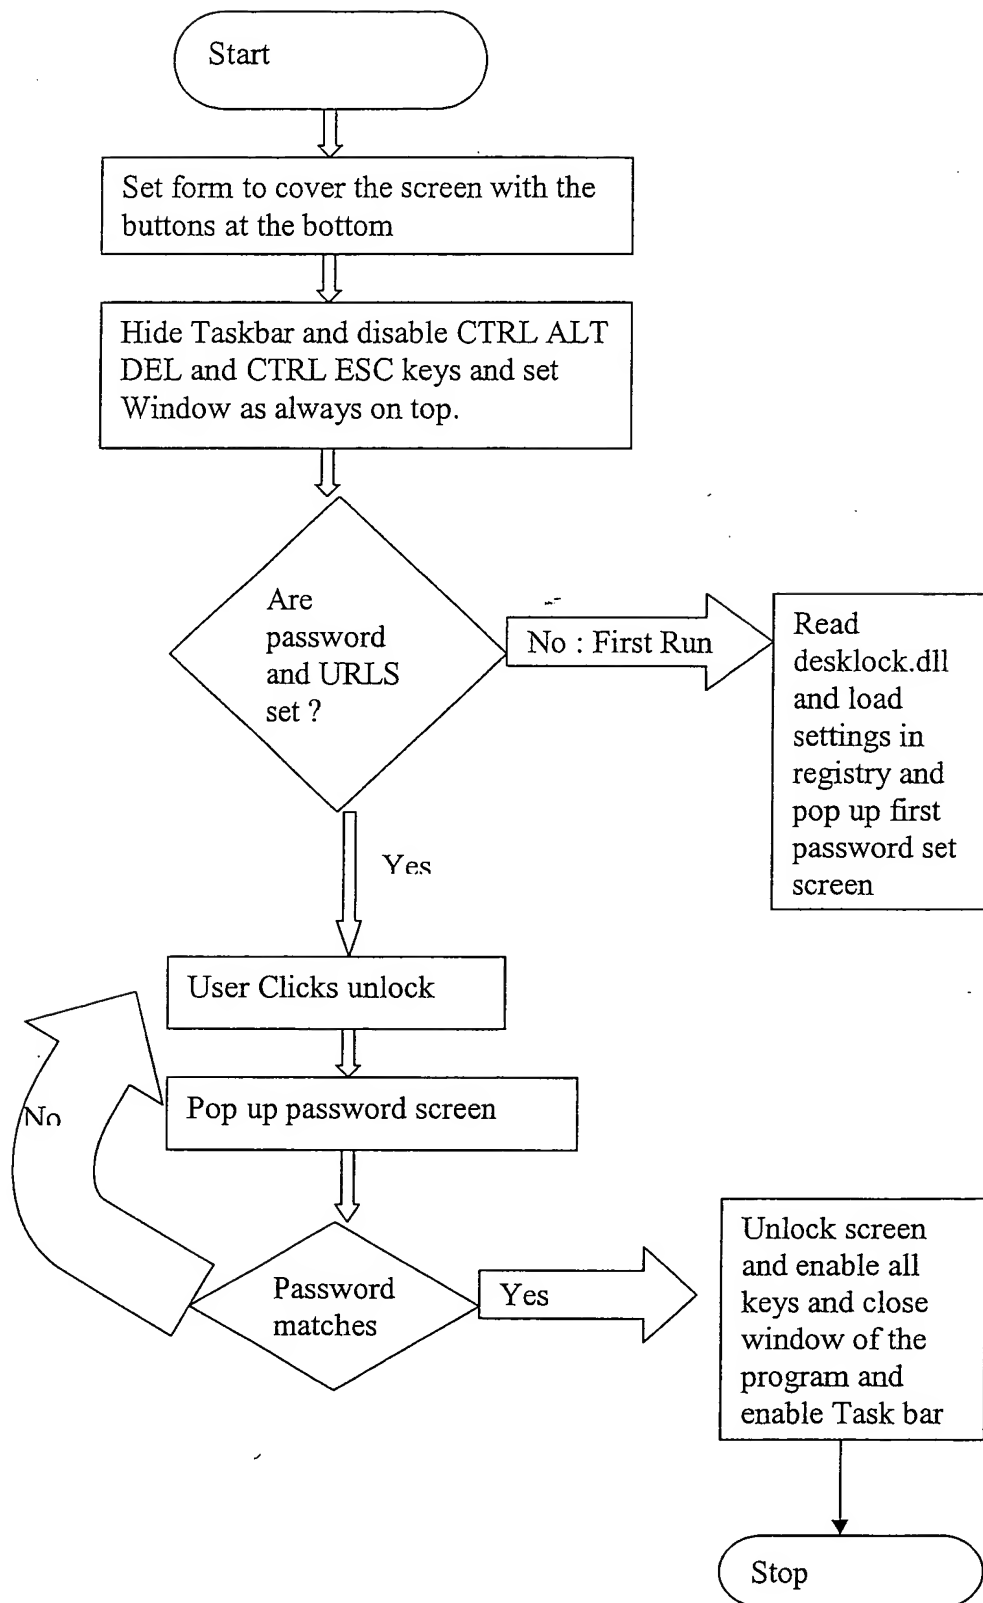 Start
Set form to cover the screen with the
buttons at the bottom
Hide Taskbar and disable CTRL ALT
DEL and CTRL ESC keys and set
Window as always on top.
Are
password
and URLS
set ?
No : First Run
Read
desklock.dll
and load
settings in
registry and
pop up first
password set
screen
Yes
User Clicks unlock
Pop up password screen
No
Password
matches
Yes
Unlock screen
and enable all
keys and close
window of the
program and
enable Task bar
Stop